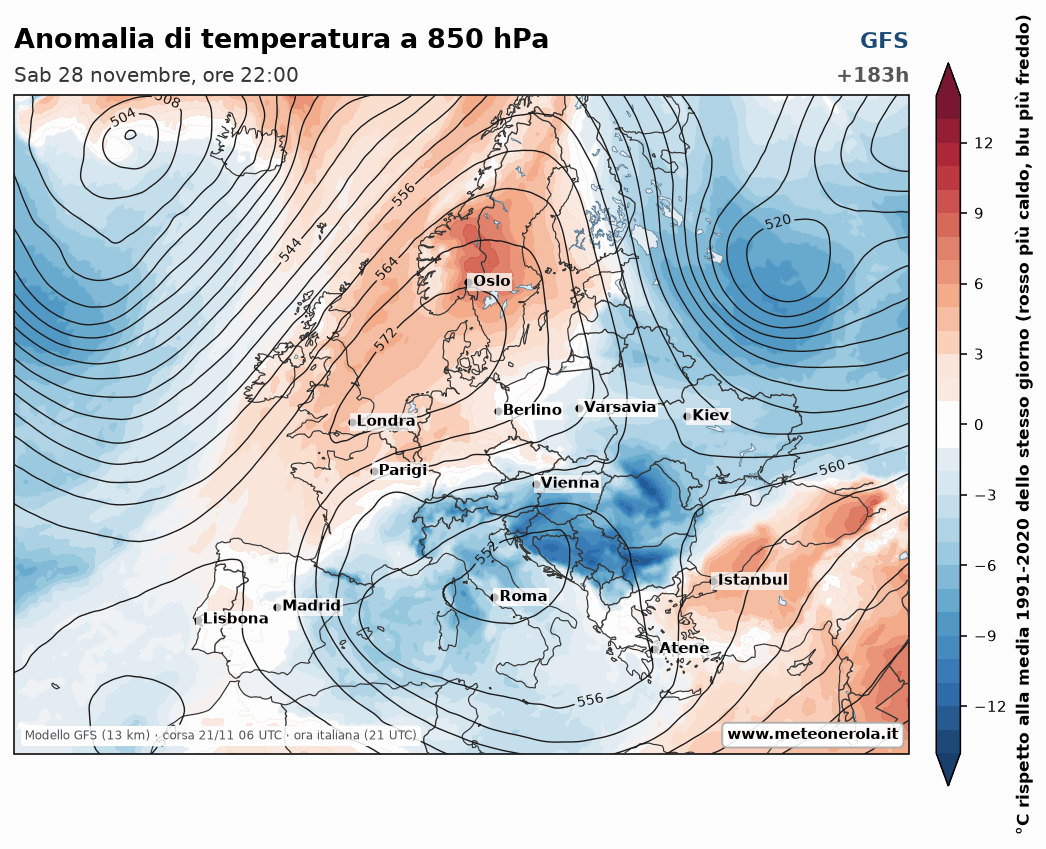 Anomalia di temperatura a 850 hPa
GFS
Sab 28 novembre, ore 22:00
+183h
504
508
556
520
544
564
Oslo
572
Londra
Berlino
Varsavia
Kiev
Parigi
560
Vienna
552
Istanbul
Roma
Madrid
Lisbona
Atene
556
Modello GFS (13 km) · corsa 21/11 06 UTC · ora italiana (21 UTC)
www.meteonerola.it
12
9
6
3
0
−3
−6
−9
−12
°C rispetto alla media 1991-2020 dello stesso giorno (rosso più caldo, blu più freddo)